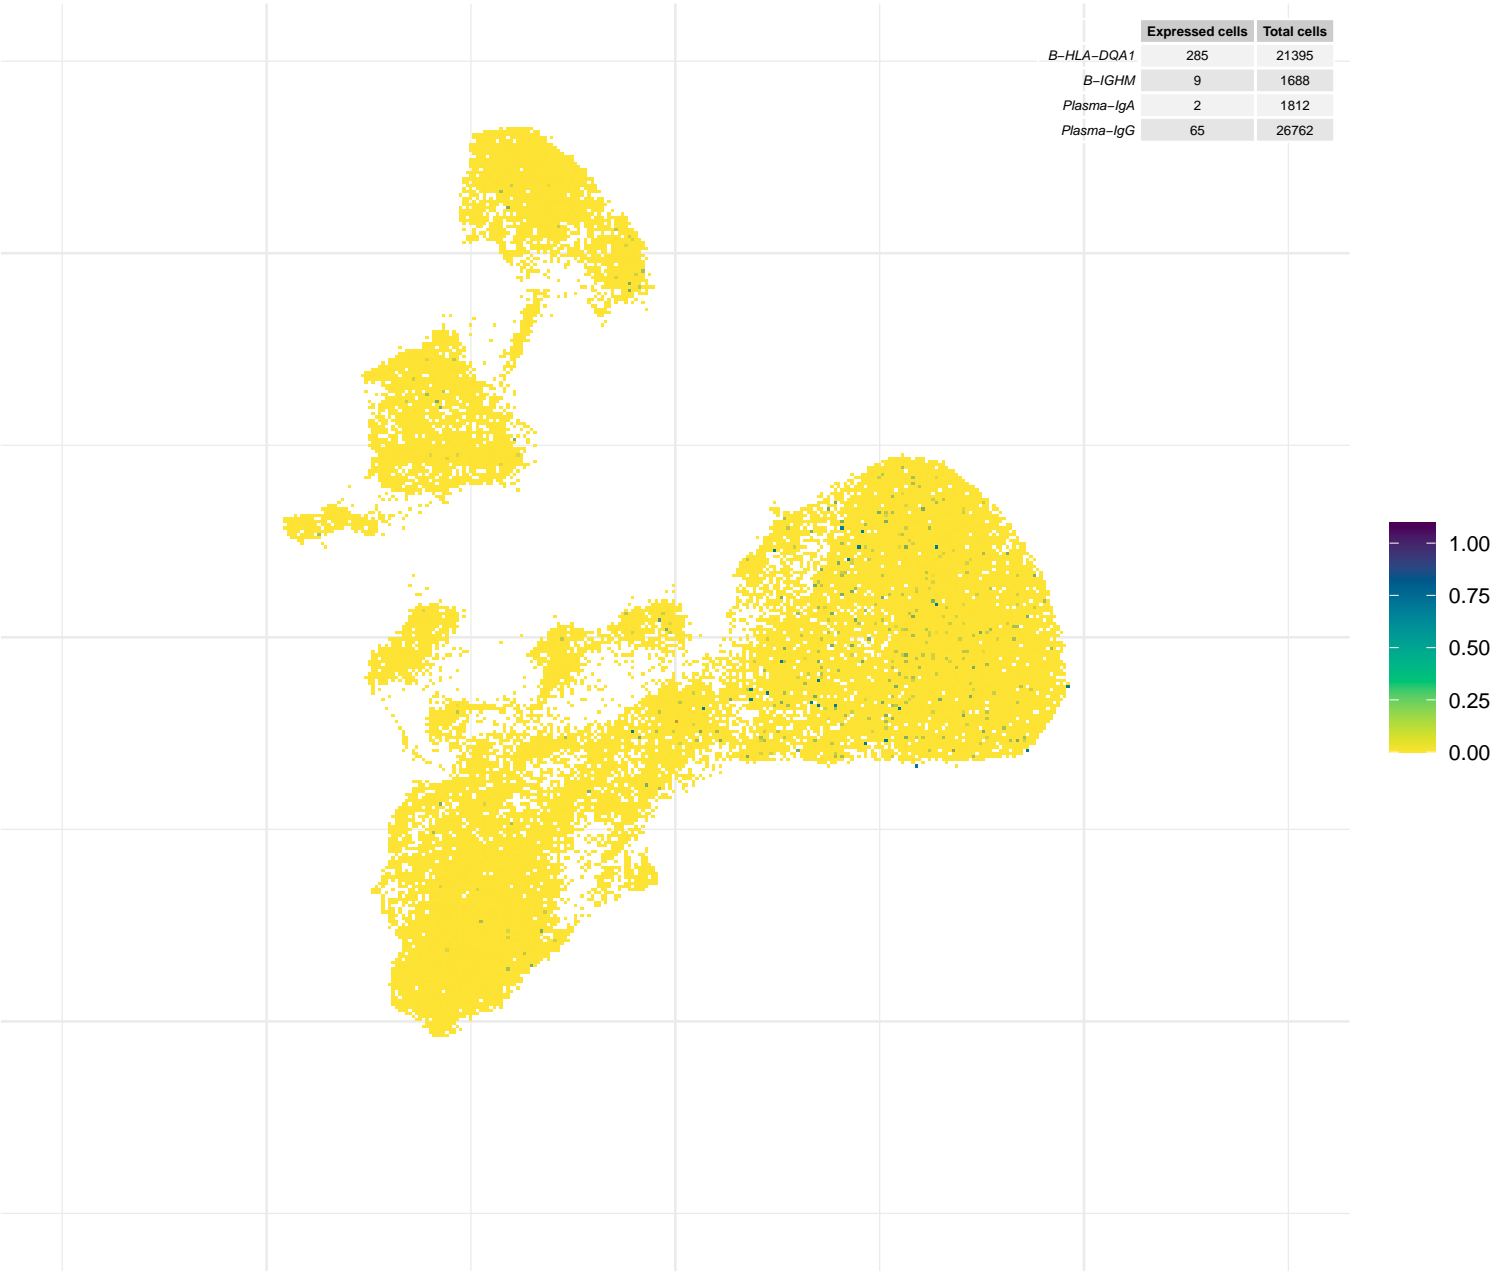 Expressed cells Total cells
B−HLA−DQA1 285 21395
B−IGHM 9 1688
Plasma−IgA 2 1812
Plasma−IgG 65 26762
1.00
0.75
0.50
0.25
0.00